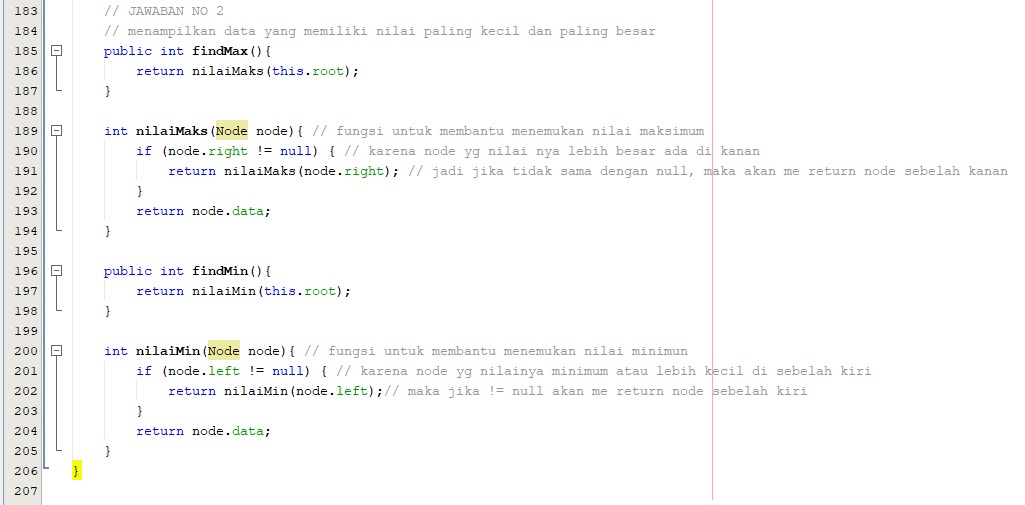 183 // JAWABAN NO 2
184 // menampilkan data yang memiliki nilai paling kecil dan paling besar
185 public int findMax(){
186 return nilaiMaks(this.root);
187 }
188
189 int nilaiMaks(Node node){ // fungsi untuk membantu menemukan nilai maksimum
190 if (node.right != null) { // karena node yg nilai nya lebih besar ada di kanan
191 return nilaiMaks(node.right); // jadi jika tidak sama dengan null, maka akan me return node sebelah kanan
192 }
193 return node.data;
194 }
195
196 public int findMin(){
197 return nilaiMin(this.root);
198 }
199
200 int nilaiMin(Node node){ // fungsi untuk membantu menemukan nilai minimun
201 if (node.left != null) { // karena node yg nilainya minimum atau lebih kecil di sebelah kiri
202 return nilaiMin(node.left);// maka jika != null akan me return node sebelah kiri
203 }
204 return node.data;
205 }
206 }
207